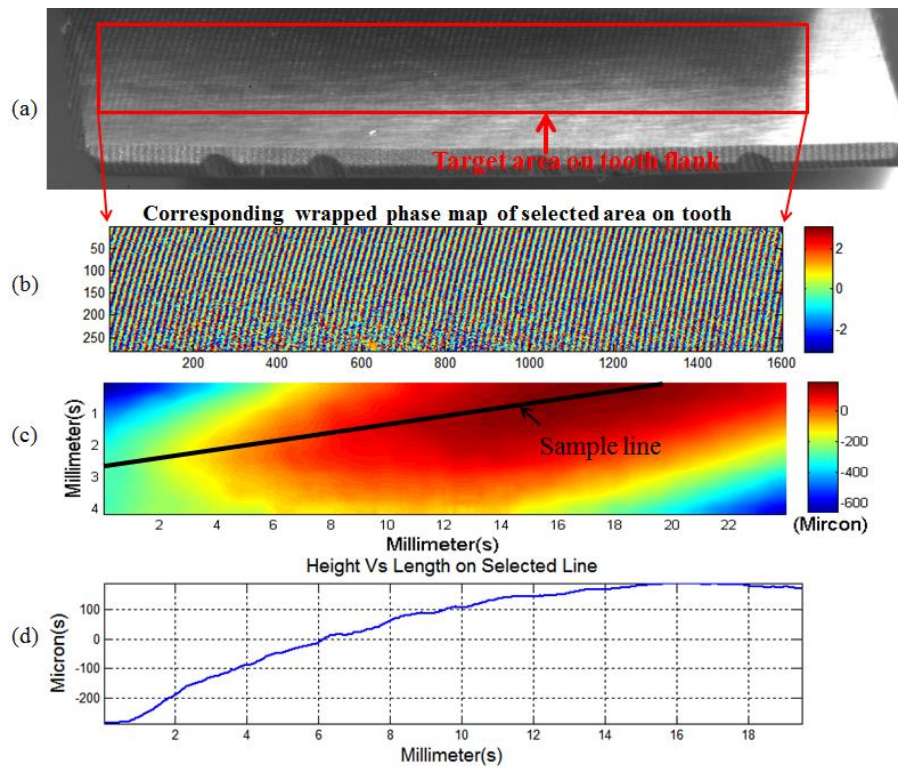 (a)
Target area on tooth flank
Corresponding wrapped phase map of selected area on tooth
(b)
50
100
150
200
250
200 400 600 800 1000 1200 1400 1600
2
0
-2
(c)
Millimeter(s)
1
2
3
4
Sample line
2 4 6 8 10 12 14 16 18 20 22
Millimeter(s)
0
-200
-400
-600
(Mircon)
Height Vs Length on Selected Line
(d)
Micron(s)
100
0
-100
-200
2 4 6 8 10 12 14 16 18
Millimeter(s)